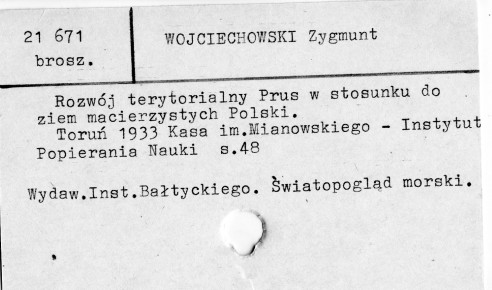 21 671
brosz.
WOJCIECHOWSKI Zygmunt
Rozwój terytorialny Prus w stosunku do
ziem macierzystych Polski.
Toruń 1933 Kasa im.Mianowskiego - Instytut
Popierania Nauki s.48
Wydaw.Inst.Bałtyckiego. Światopogląd morski.